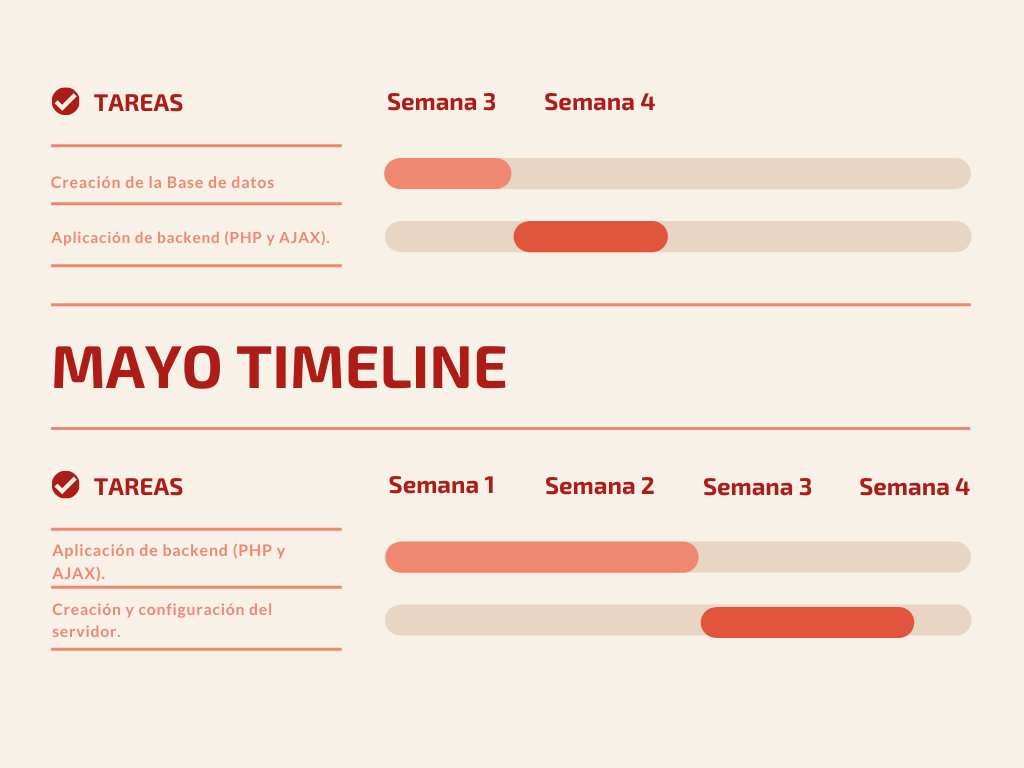 TAREAS
Semana 3
Semana 4
Creación de la Base de datos
Aplicación de backend (PHP y AJAX).
MAYO TIMELINE
TAREAS
Semana 1
Semana 2
Semana 3
Semana 4
Aplicación de backend (PHP y
AJAX).
Creación y configuración del
servidor.